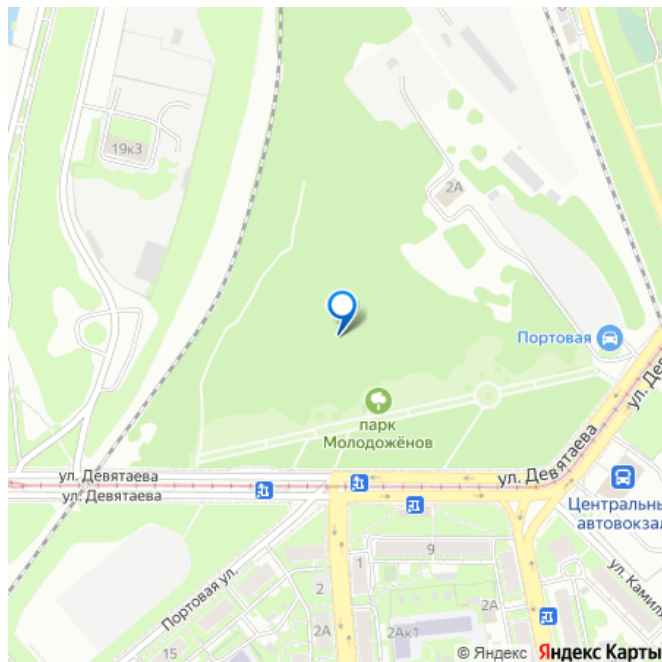 19к3
2А
Портовая
парк
Молодожёнов
ул. Девятаева
ул. Девятаева
ул. Девятаева
ул. Де
Центральны
автовокзал
Портовая ул.
2
1
9
ул. Камил
2А
2Ак1
2А
15
© Яндекс Яндекс Карты